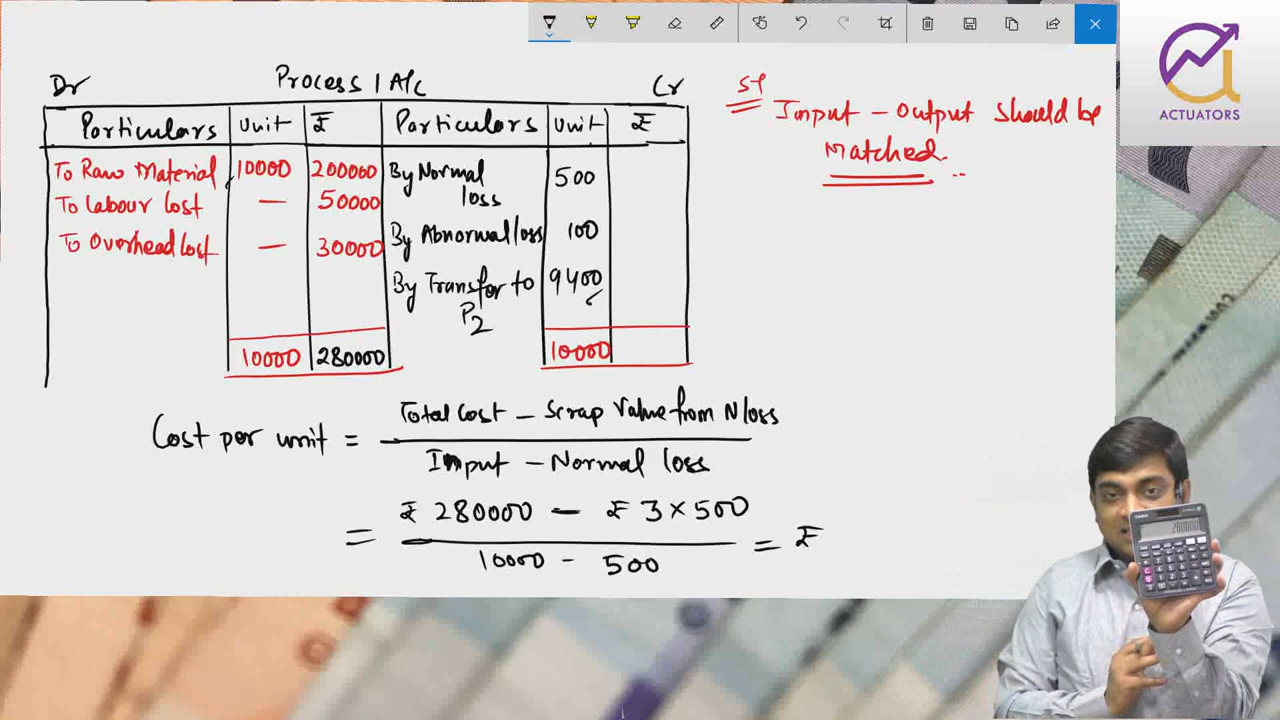 ACTUATORS
Dr Process 1 A/c Cr
Particulars Unit ₹ Particulars Unit ₹
To Raw Material 10000 200000 By Normal loss 500
To Labour cost — 50000
To Overhead cost — 30000 By Abnormal loss 100
By Transfer to P2 9400
10000 280000 10000
Input - Output should be
Matched.
Cost per unit = Total Cost - Scrap Value from N loss
Input - Normal loss
= ₹ 280000 - ₹ 3 × 500
10000 - 500 = ₹